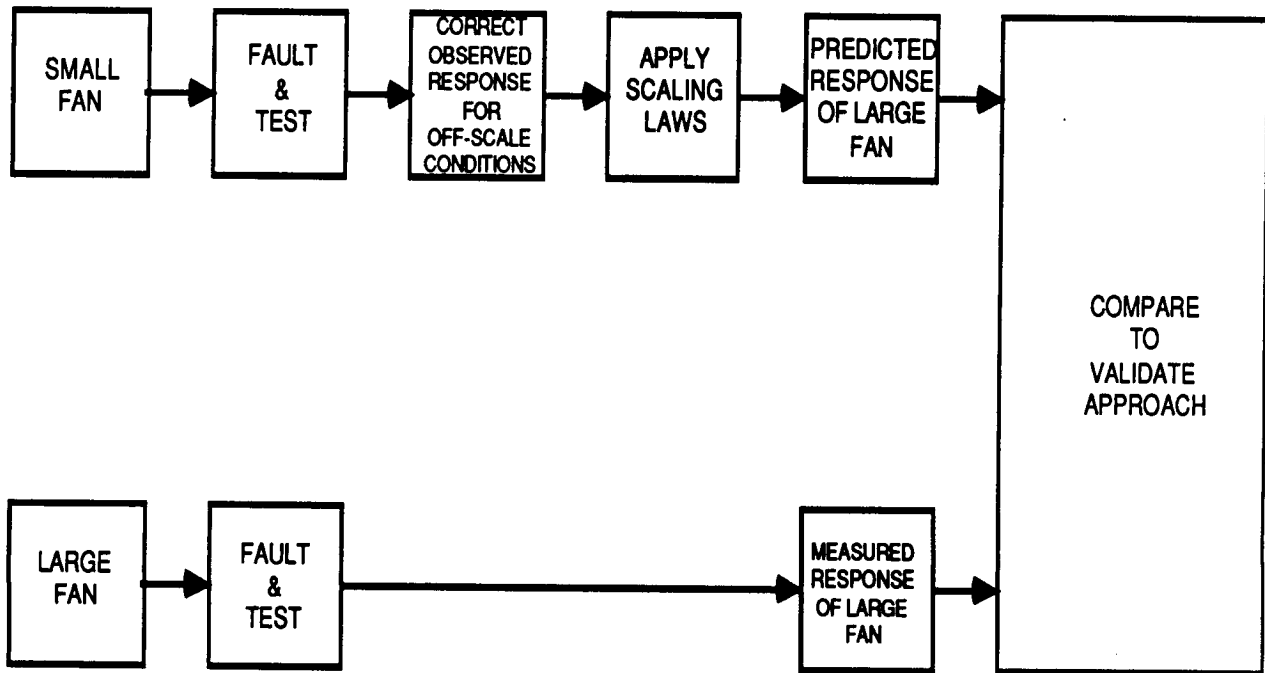 SMALL
FAN
FAULT
&
TEST
CORRECT
OBSERVED
RESPONSE
FOR
OFF-SCALE
CONDITIONS
APPLY
SCALING
LAWS
PREDICTED
RESPONSE
OF LARGE
FAN
COMPARE
TO
VALIDATE
APPROACH
LARGE
FAN
FAULT
&
TEST
MEASURED
RESPONSE
OF LARGE
FAN